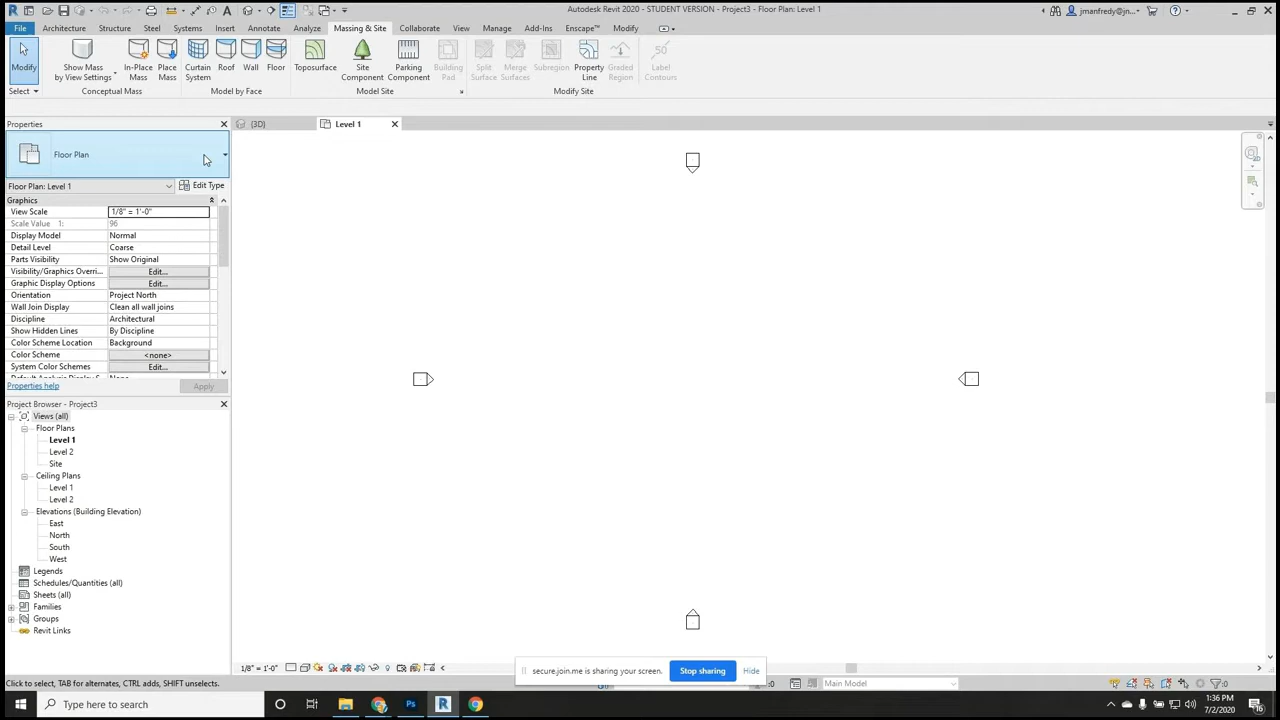 Autodesk Revit 2020 - STUDENT VERSION - Project3 - Floor Plan: Level 1
jmanfredy@jn...
File Architecture Structure Steel Systems Insert Annotate Analyze Massing & Site Collaborate View Manage Add-Ins Enscape™ Modify
Modify
Show Mass
by View Settings
In-Place
Mass
Place
Mass
Curtain
System
Roof
Wall
Floor
Toposurface
Site
Component
Parking
Component
Building
Pad
Split
Surface
Merge
Surfaces
Subregion
Property
Line
Graded
Region
Label
Contours
Select
Conceptual Mass
Model by Face
Model Site
Modify Site
Properties
(3D)
Level 1
Floor Plan
Floor Plan: Level 1
Edit Type
Graphics
View Scale 1/8" = 1'-0"
Scale Value 1: 96
Display Model Normal
Detail Level Coarse
Parts Visibility Show Original
Visibility/Graphics Overri... Edit...
Graphic Display Options Edit...
Orientation Project North
Wall Join Display Clean all wall joins
Discipline Architectural
Show Hidden Lines By Discipline
Color Scheme Location Background
Color Scheme <none>
System Color Schemes Edit...
Properties help
Apply
Project Browser - Project3
Views (all)
Floor Plans
Level 1
Level 2
Site
Ceiling Plans
Level 1
Level 2
Elevations (Building Elevation)
East
North
South
West
Legends
Schedules/Quantities (all)
Sheets (all)
Families
Groups
Revit Links
1/8" = 1'-0"
secure.join.me is sharing your screen.
Stop sharing
Hide
Click to select, TAB for alternates, CTRL adds, SHIFT unselects.
:0
Main Model
:0
Type here to search
1:36 PM
7/2/2020